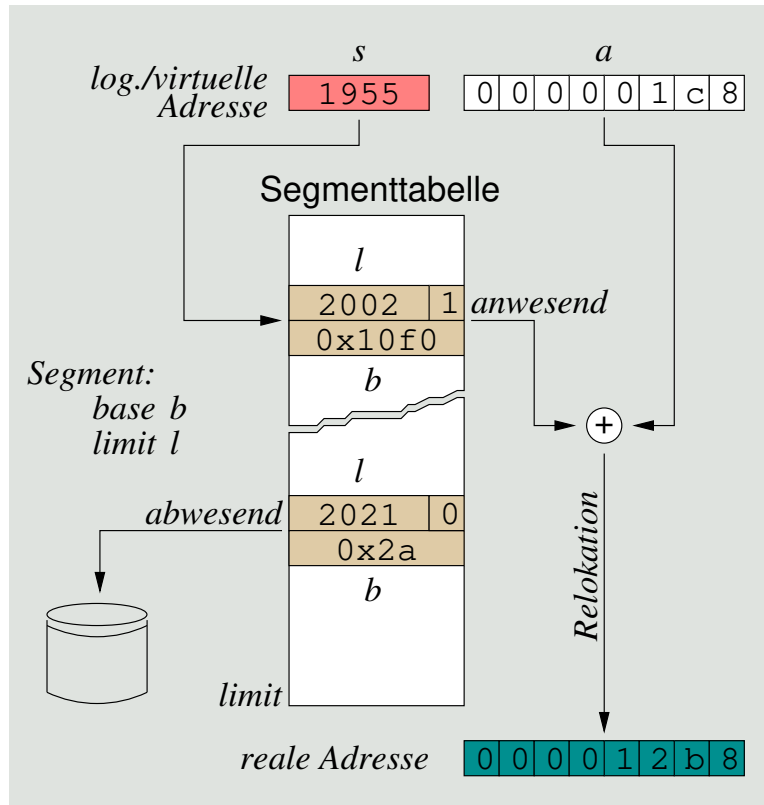 s a
log./virtuelle
Adresse
1955
0 0 0 0 0 1 c 8
Segmenttabelle
l
2002 1 anwesend
0x10f0
b
Segment:
base b
limit l
+
l
abwesend 2021 0
0x2a
b
Relokation
limit
reale Adresse 0 0 0 0 1 2 b 8